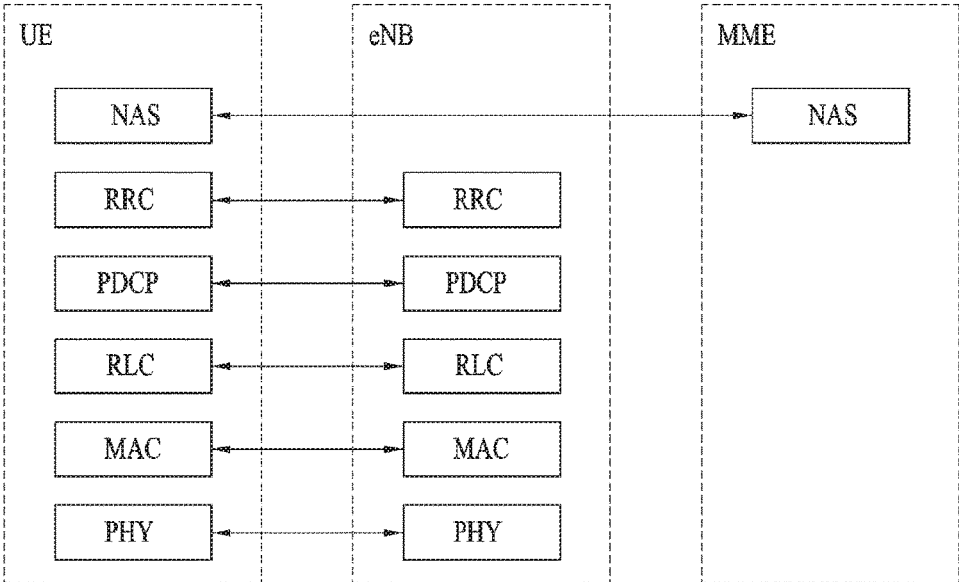 UE eNB MME
NAS NAS
RRC RRC
PDCP PDCP
RLC RLC
MAC MAC
PHY PHY